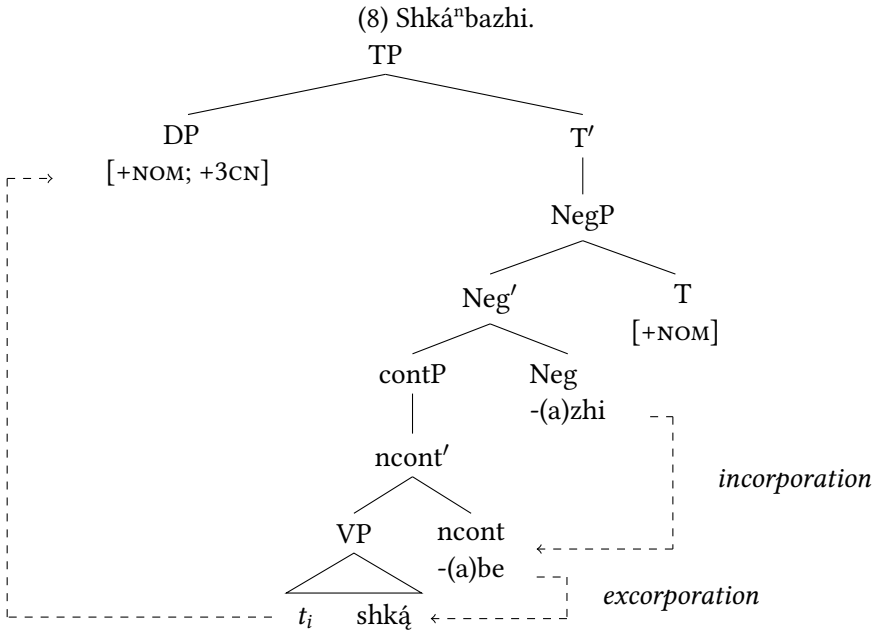 (8) Shkáⁿbazhi.
TP
DP T′
[+NOM; +3CN]
NegP
Neg′ T
[+NOM]
contP Neg
-(a)zhi
ncont′
incorporation
VP ncont
-(a)be
excorporation
tᵢ shką́